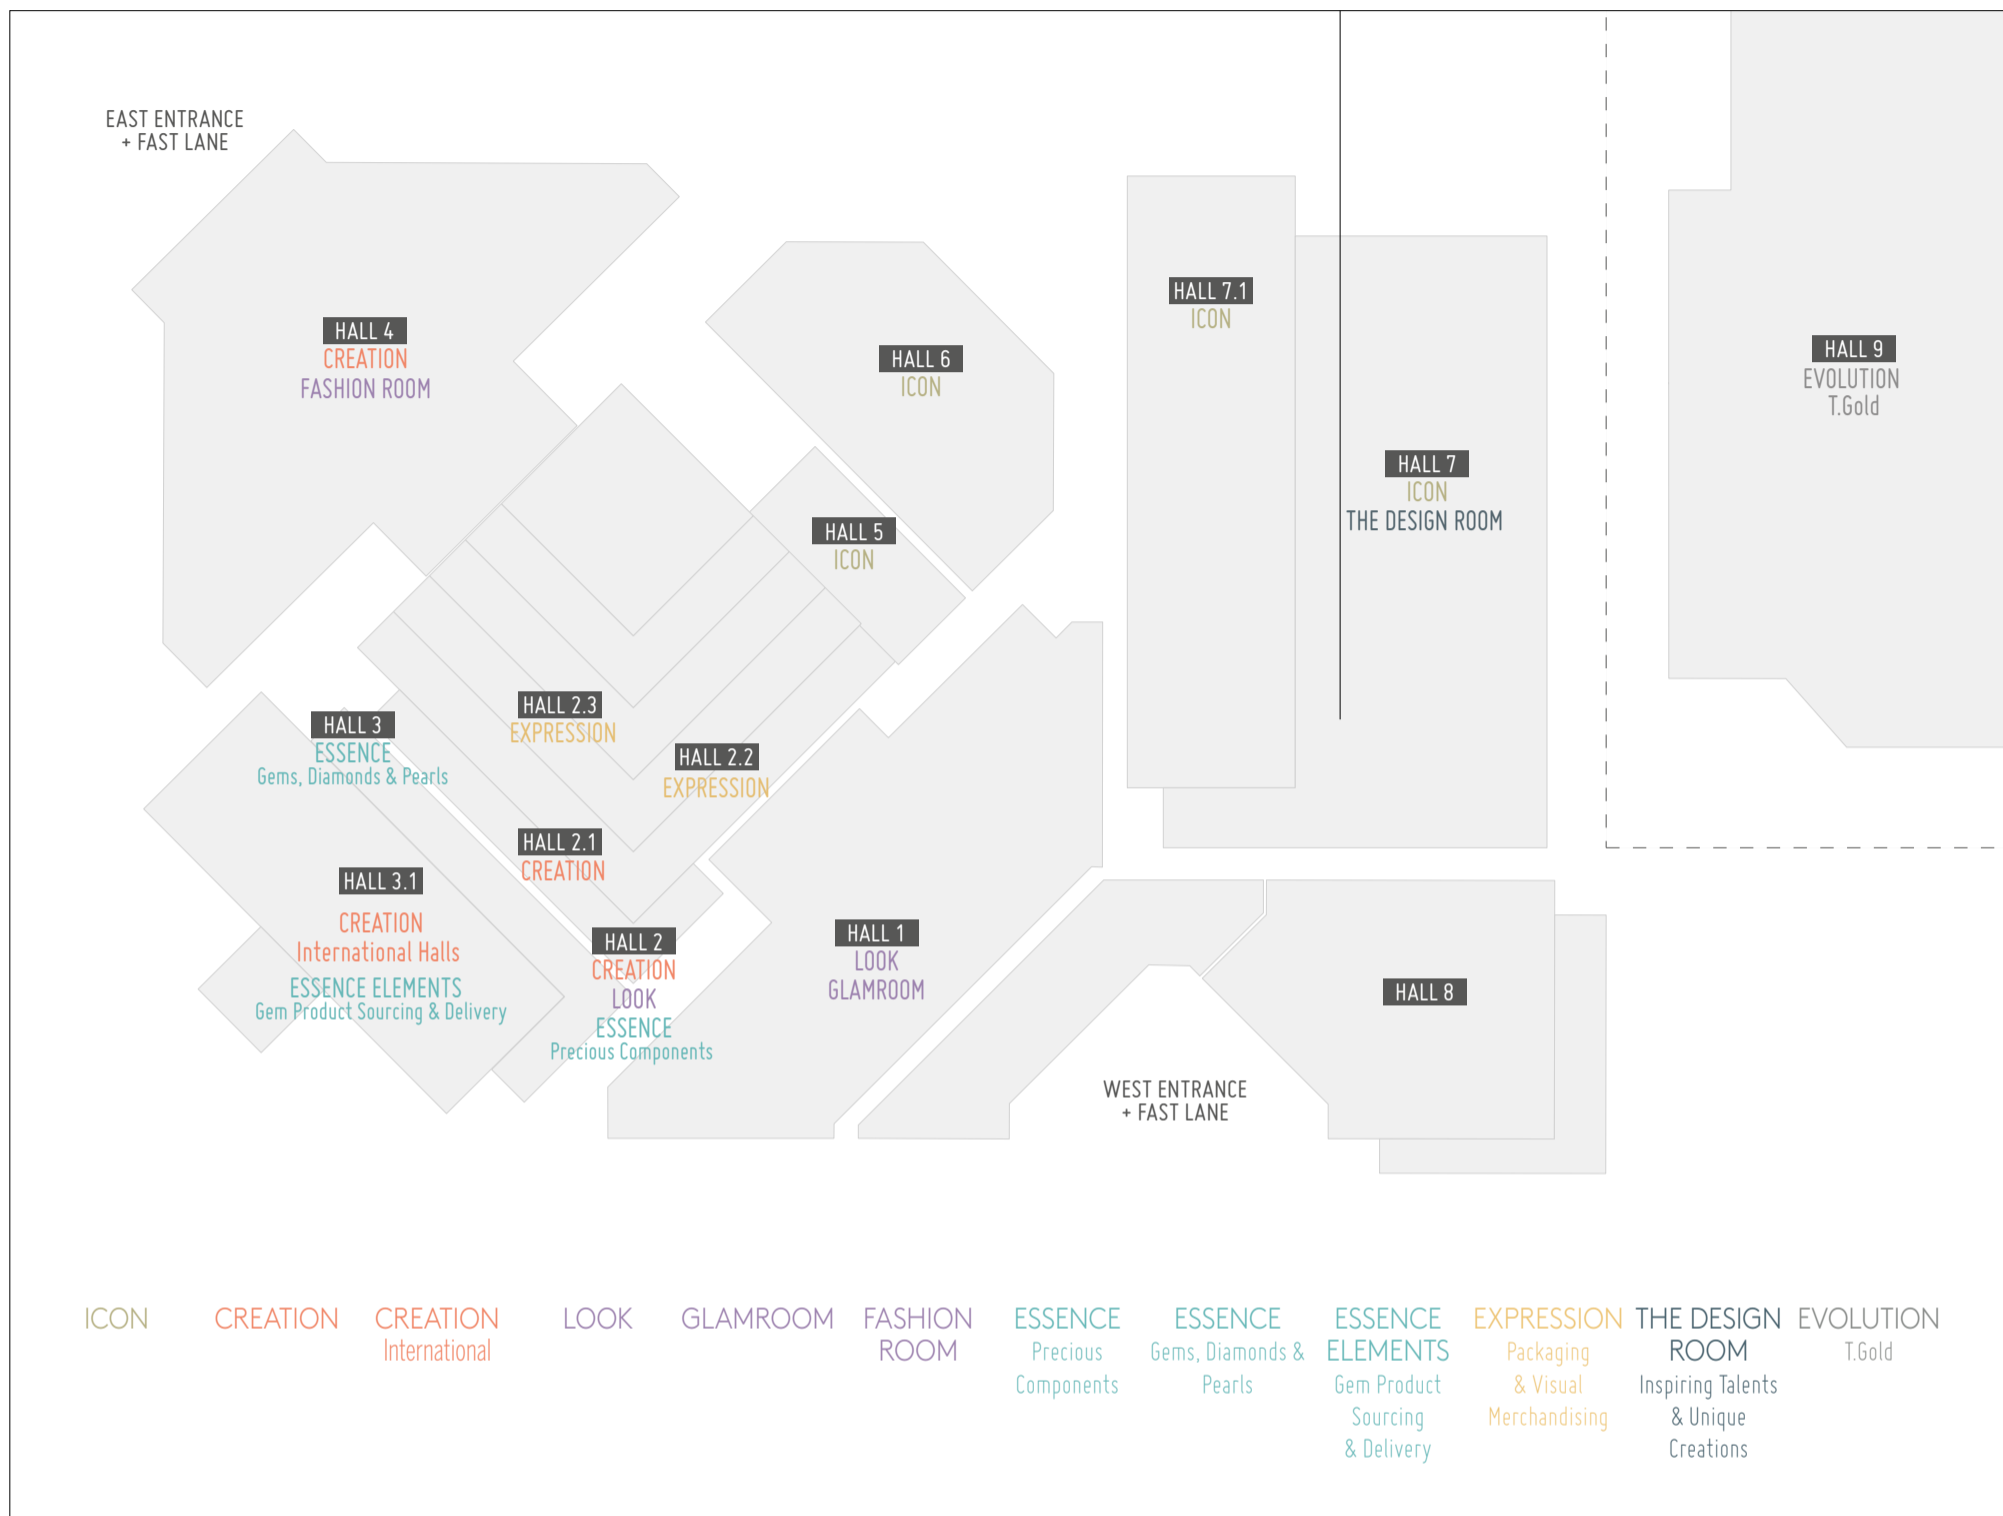 EAST ENTRANCE
+ FAST LANE
HALL 4
CREATION
FASHION ROOM
HALL 6
ICON
HALL 7.1
ICON
HALL 9
EVOLUTION
T.Gold
HALL 7
ICON
THE DESIGN ROOM
HALL 5
ICON
HALL 3
ESSENCE
Gems, Diamonds & Pearls
HALL 2.3
EXPRESSION
HALL 2.2
EXPRESSION
HALL 2.1
CREATION
HALL 3.1
CREATION
International Halls
ESSENCE ELEMENTS
Gem Product Sourcing & Delivery
HALL 2
CREATION
LOOK
ESSENCE
Precious Components
HALL 1
LOOK
GLAMROOM
HALL 8
WEST ENTRANCE
+ FAST LANE
ICON
CREATION
CREATION
International
LOOK
GLAMROOM
FASHION
ROOM
ESSENCE
Precious
Components
ESSENCE
Gems, Diamonds &
Pearls
ESSENCE
ELEMENTS
Gem Product
Sourcing
& Delivery
EXPRESSION
Packaging
& Visual
Merchandising
THE DESIGN
ROOM
Inspiring Talents
& Unique
Creations
EVOLUTION
T.Gold